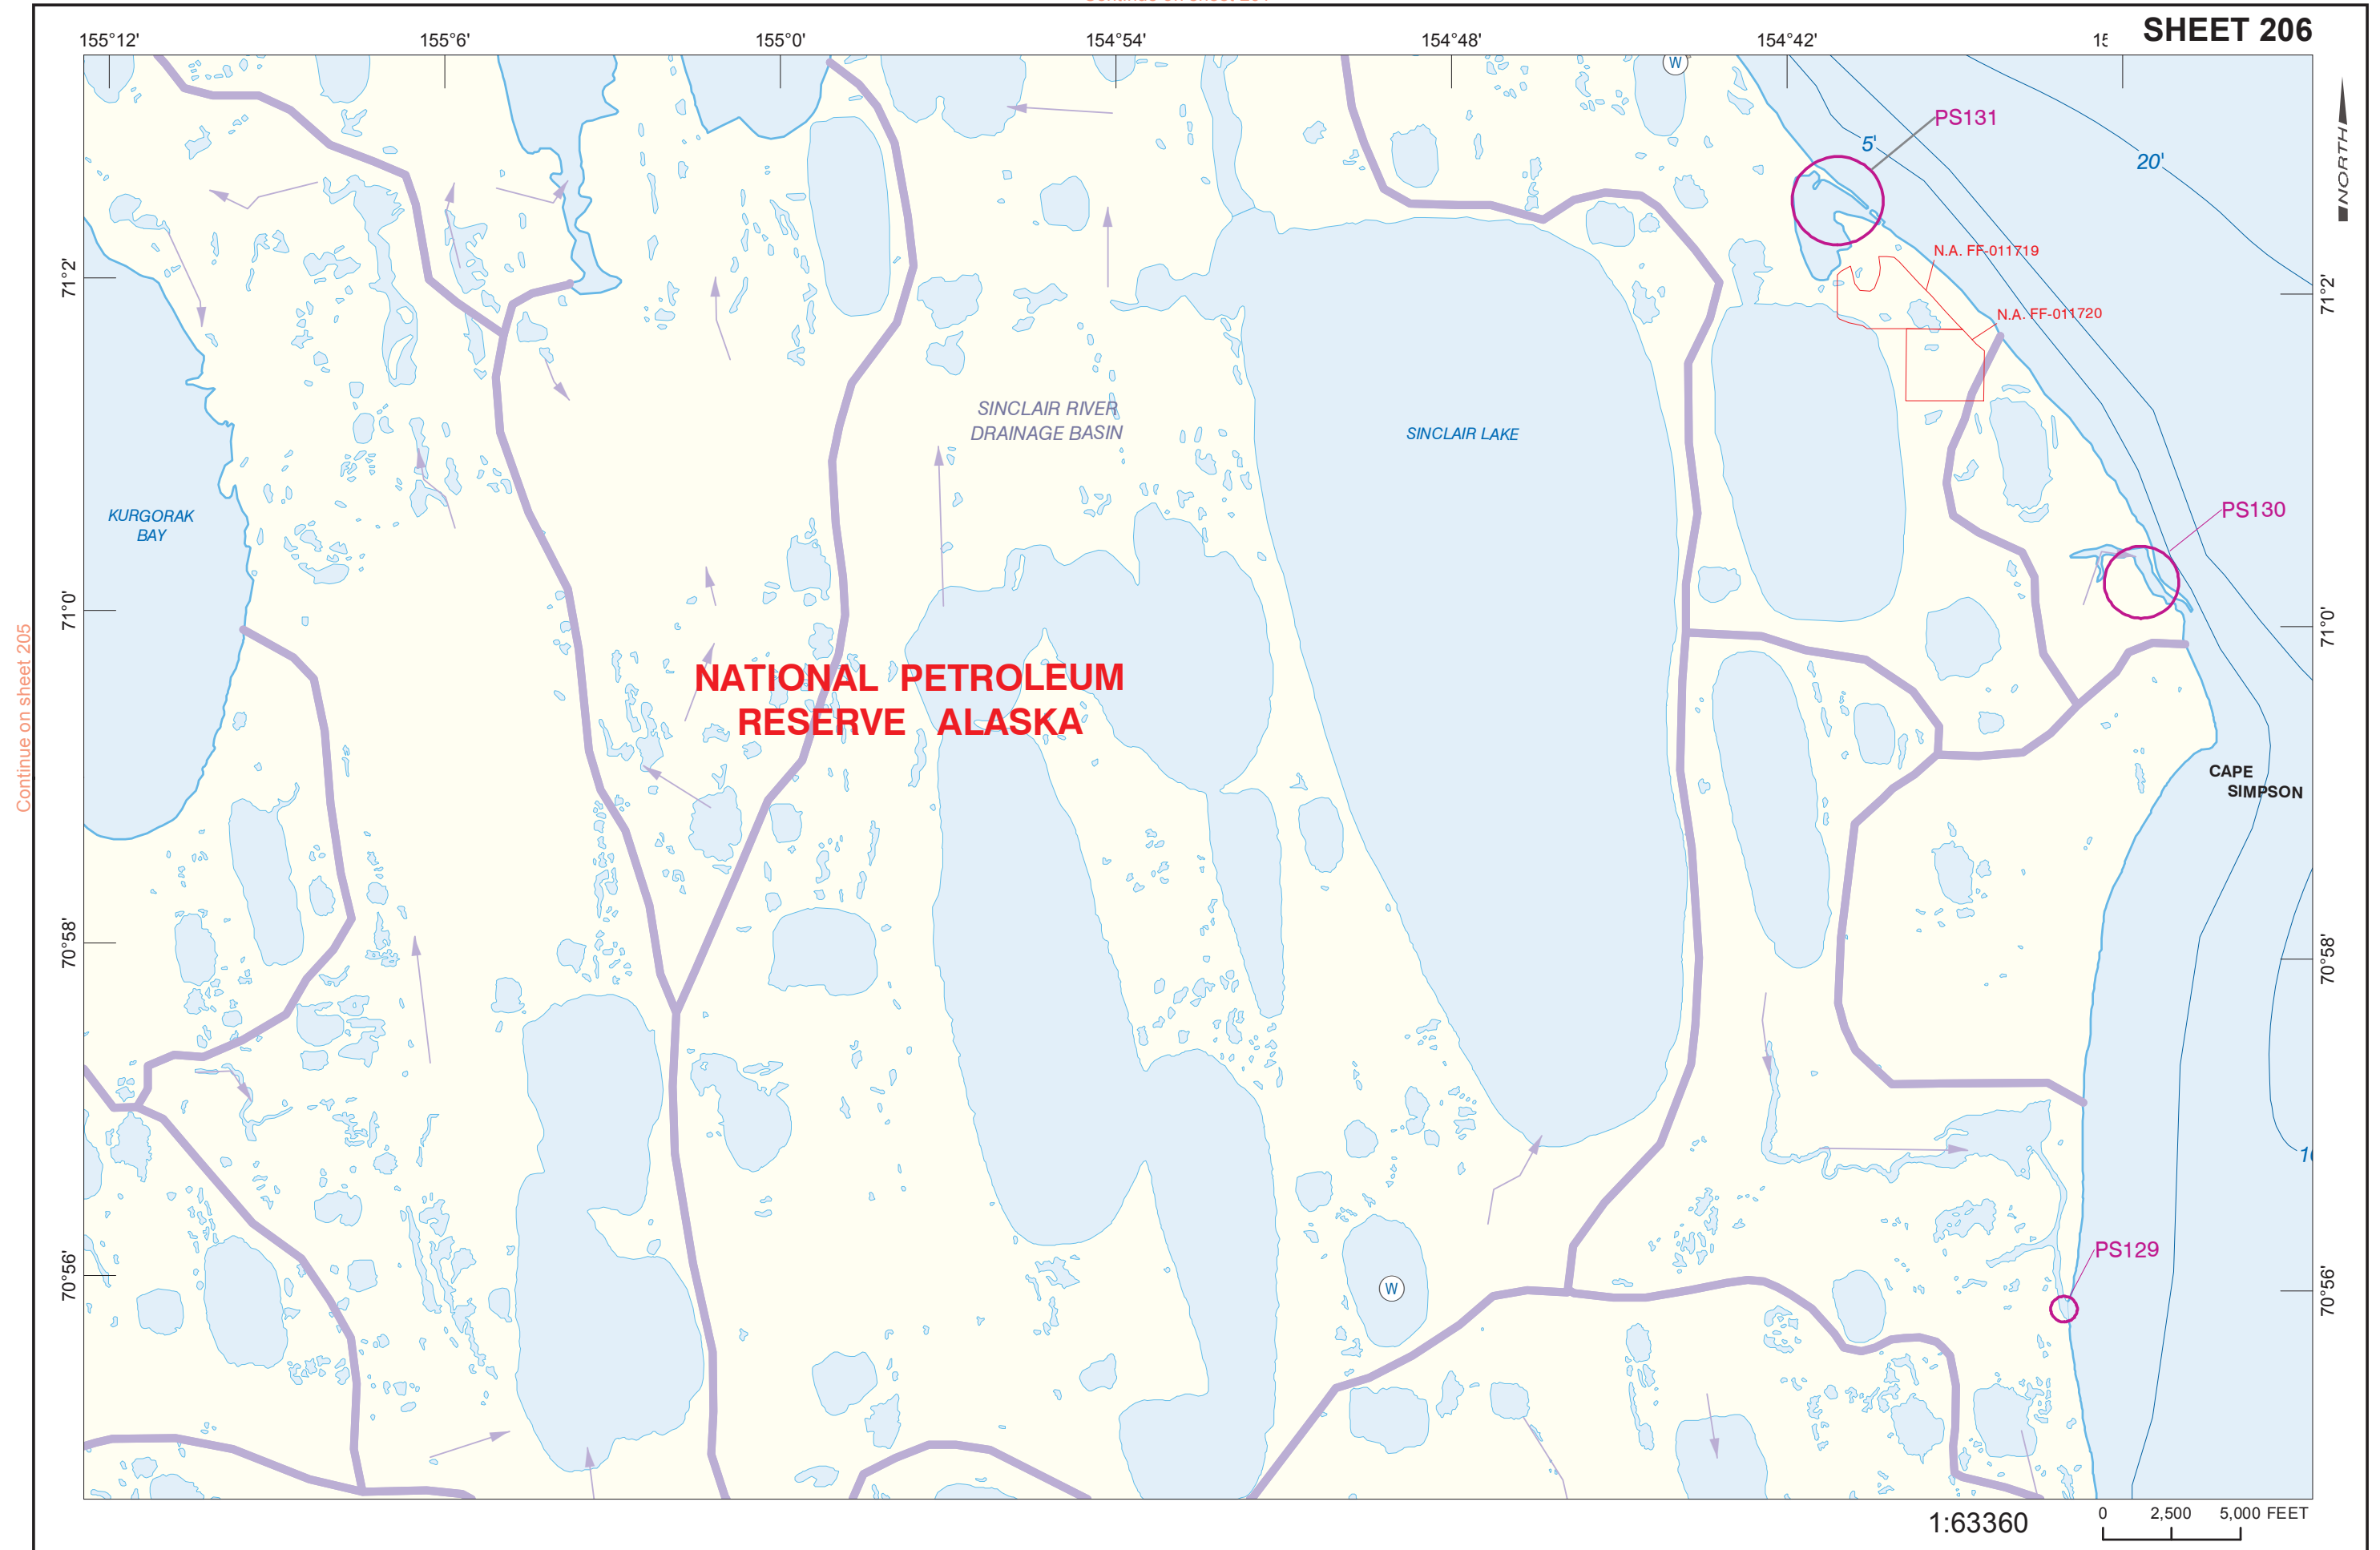 SHEET 206
155°12'
155°6'
155°0'
154°54'
154°48'
154°42'
W
PS131
5'
20'
NORTH
N.A. FF-011719
71°2'
71°2'
N.A. FF-011720
SINCLAIR RIVER
DRAINAGE BASIN
SINCLAIR LAKE
KURGORAK
BAY
PS130
71°0'
71°0'
Continue on sheet 205
NATIONAL PETROLEUM
RESERVE ALASKA
CAPE
SIMPSON
70°58'
70°58'
PS129
70°56'
70°56'
W
1:63360
0 2,500 5,000 FEET